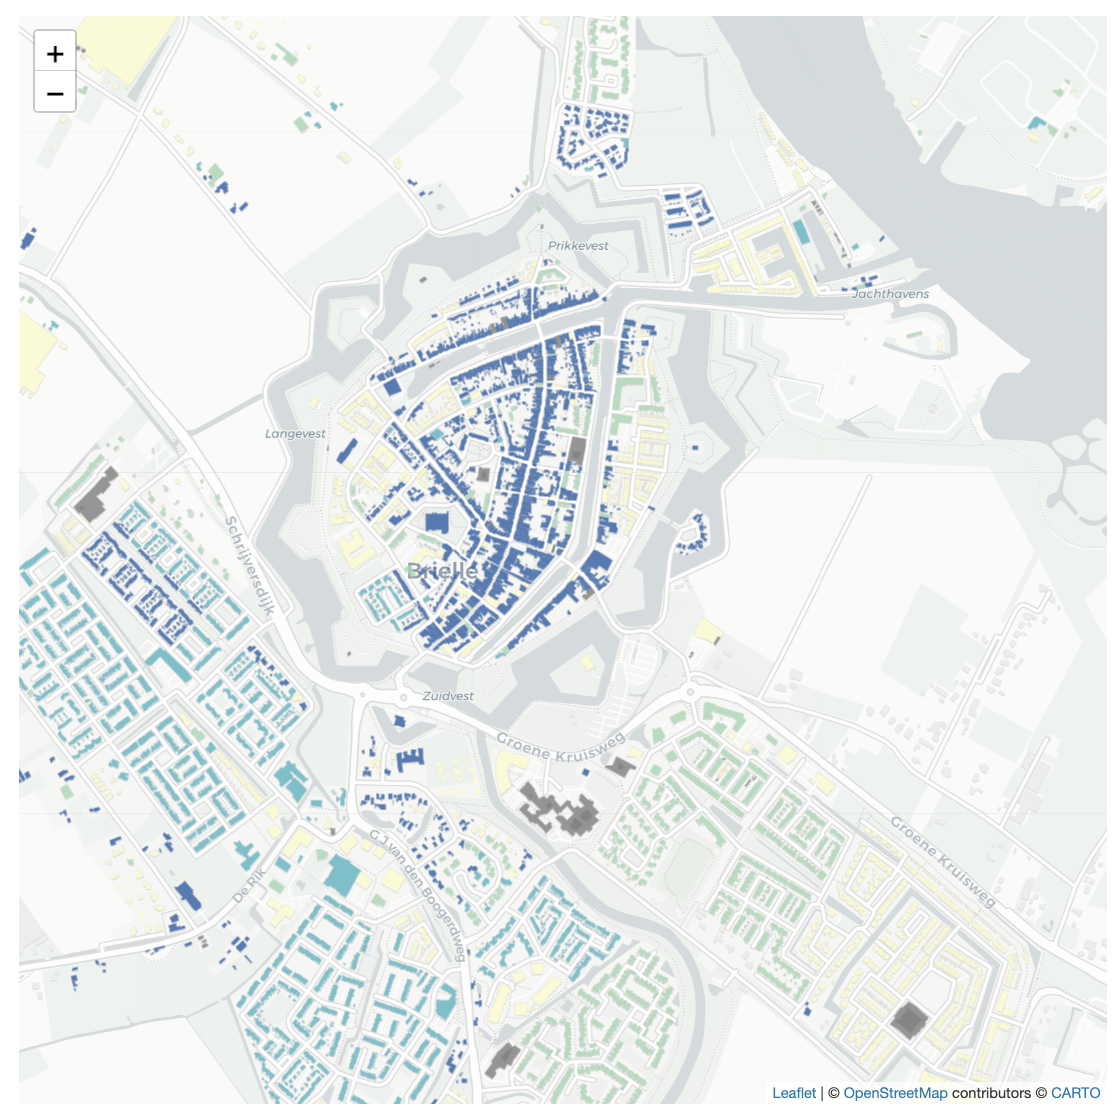 +
−
Prikkevest
Jachthavens
Langevest
Schrijversdijk
Brielle
Zuidvest
Groene Kruisweg
Groene Kruisweg
G.J. van den Boogerdweg
De Rik
Leaflet | © OpenStreetMap contributors © CARTO